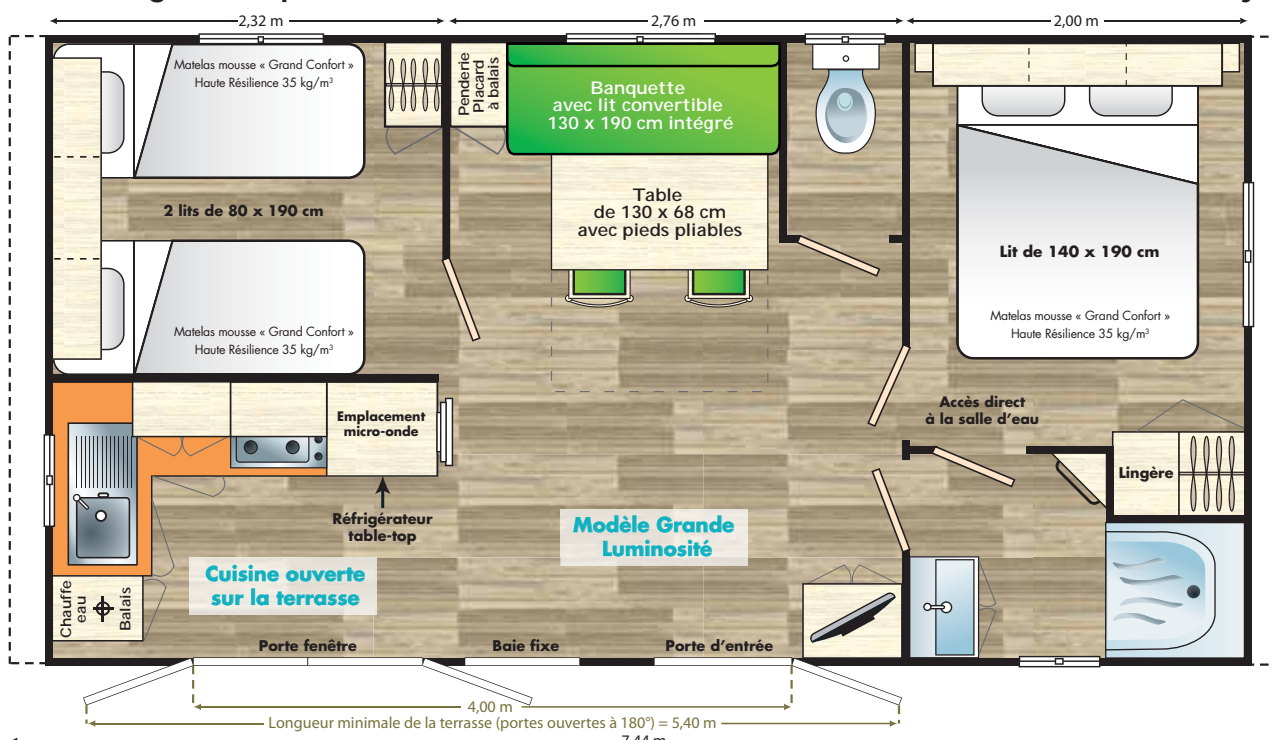 2,32 m
2,76 m
2,00 m
Matelas mousse « Grand Confort »
Haute Résilience 35 kg/m³
Penderie
Placard
à balais
Banquette
avec lit convertible
130 x 190 cm intégré
2 lits de 80 x 190 cm
Table
de 130 x 68 cm
avec pieds pliables
Lit de 140 x 190 cm
Matelas mousse « Grand Confort »
Haute Résilience 35 kg/m³
Matelas mousse « Grand Confort »
Haute Résilience 35 kg/m³
Emplacement
micro-onde
Accès direct
à la salle d’eau
Lingère
Réfrigérateur
table-top
Modèle Grande
Luminosité
Cuisine ouverte
sur la terrasse
Chauffe
eau
Balais
Porte fenêtre
Baie fixe
Porte d’entrée
4,00 m
Longueur minimale de la terrasse (portes ouvertes à 180°) = 5,40 m
7,44 m